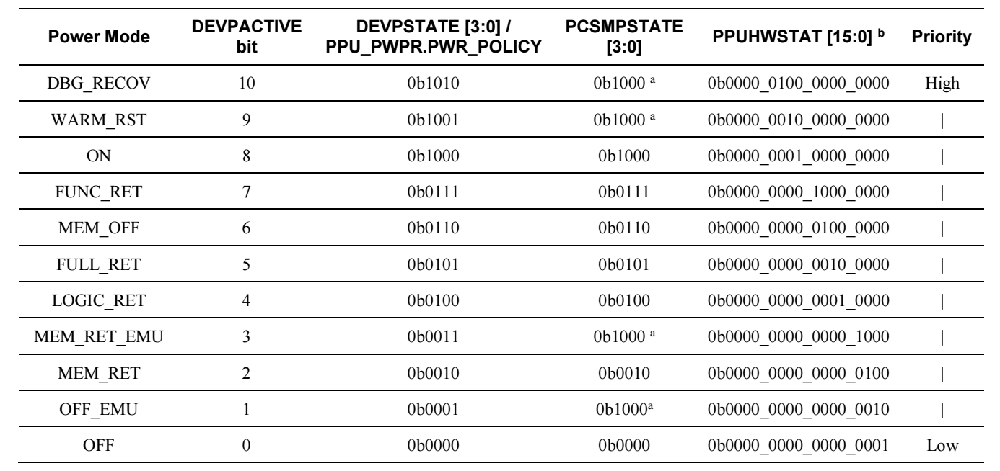 Power Mode DEVPACTIVE bit DEVPSTATE [3:0] / PPU_PWPR.PWR_POLICY PCSMPSTATE [3:0] PPUHWSTAT [15:0] b Priority
DBG_RECOV 10 0b1010 0b1000 a 0b0000_0100_0000_0000 High
WARM_RST 9 0b1001 0b1000 a 0b0000_0010_0000_0000 |
ON 8 0b1000 0b1000 0b0000_0001_0000_0000 |
FUNC_RET 7 0b0111 0b0111 0b0000_0000_1000_0000 |
MEM_OFF 6 0b0110 0b0110 0b0000_0000_0100_0000 |
FULL_RET 5 0b0101 0b0101 0b0000_0000_0010_0000 |
LOGIC_RET 4 0b0100 0b0100 0b0000_0000_0001_0000 |
MEM_RET_EMU 3 0b0011 0b1000 a 0b0000_0000_0000_1000 |
MEM_RET 2 0b0010 0b0010 0b0000_0000_0000_0100 |
OFF_EMU 1 0b0001 0b1000a 0b0000_0000_0000_0010 |
OFF 0 0b0000 0b0000 0b0000_0000_0000_0001 Low